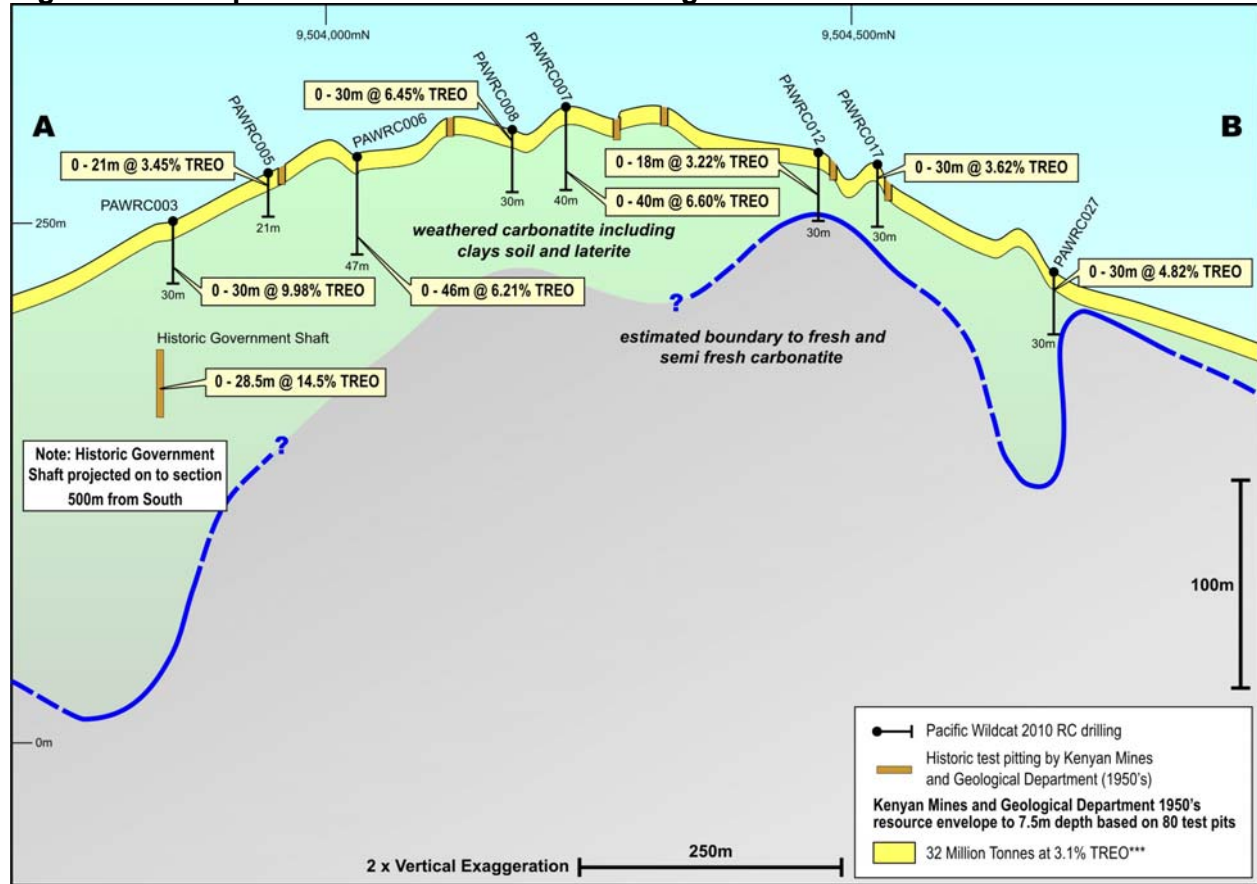 9,504,000mN
9,504,500mN
A
B
PAWRC003
PAWRC005
PAWRC006
PAWRC008
PAWRC007
PAWRC012
PAWRC017
PAWRC027
0 - 30m @ 6.45% TREO
0 - 21m @ 3.45% TREO
0 - 18m @ 3.22% TREO
0 - 30m @ 3.62% TREO
0 - 40m @ 6.60% TREO
0 - 30m @ 4.82% TREO
0 - 30m @ 9.98% TREO
0 - 46m @ 6.21% TREO
250m
30m
21m
47m
30m
40m
30m
30m
30m
weathered carbonatite including
clays soil and laterite
?
estimated boundary to fresh and
semi fresh carbonatite
Historic Government Shaft
0 - 28.5m @ 14.5% TREO
?
Note: Historic Government
Shaft projected on to section
500m from South
100m
0m
2 x Vertical Exaggeration
250m
Pacific Wildcat 2010 RC drilling
Historic test pitting by Kenyan Mines
and Geological Department (1950's)
Kenyan Mines and Geological Department 1950's
resource envelope to 7.5m depth based on 80 test pits
32 Million Tonnes at 3.1% TREO***